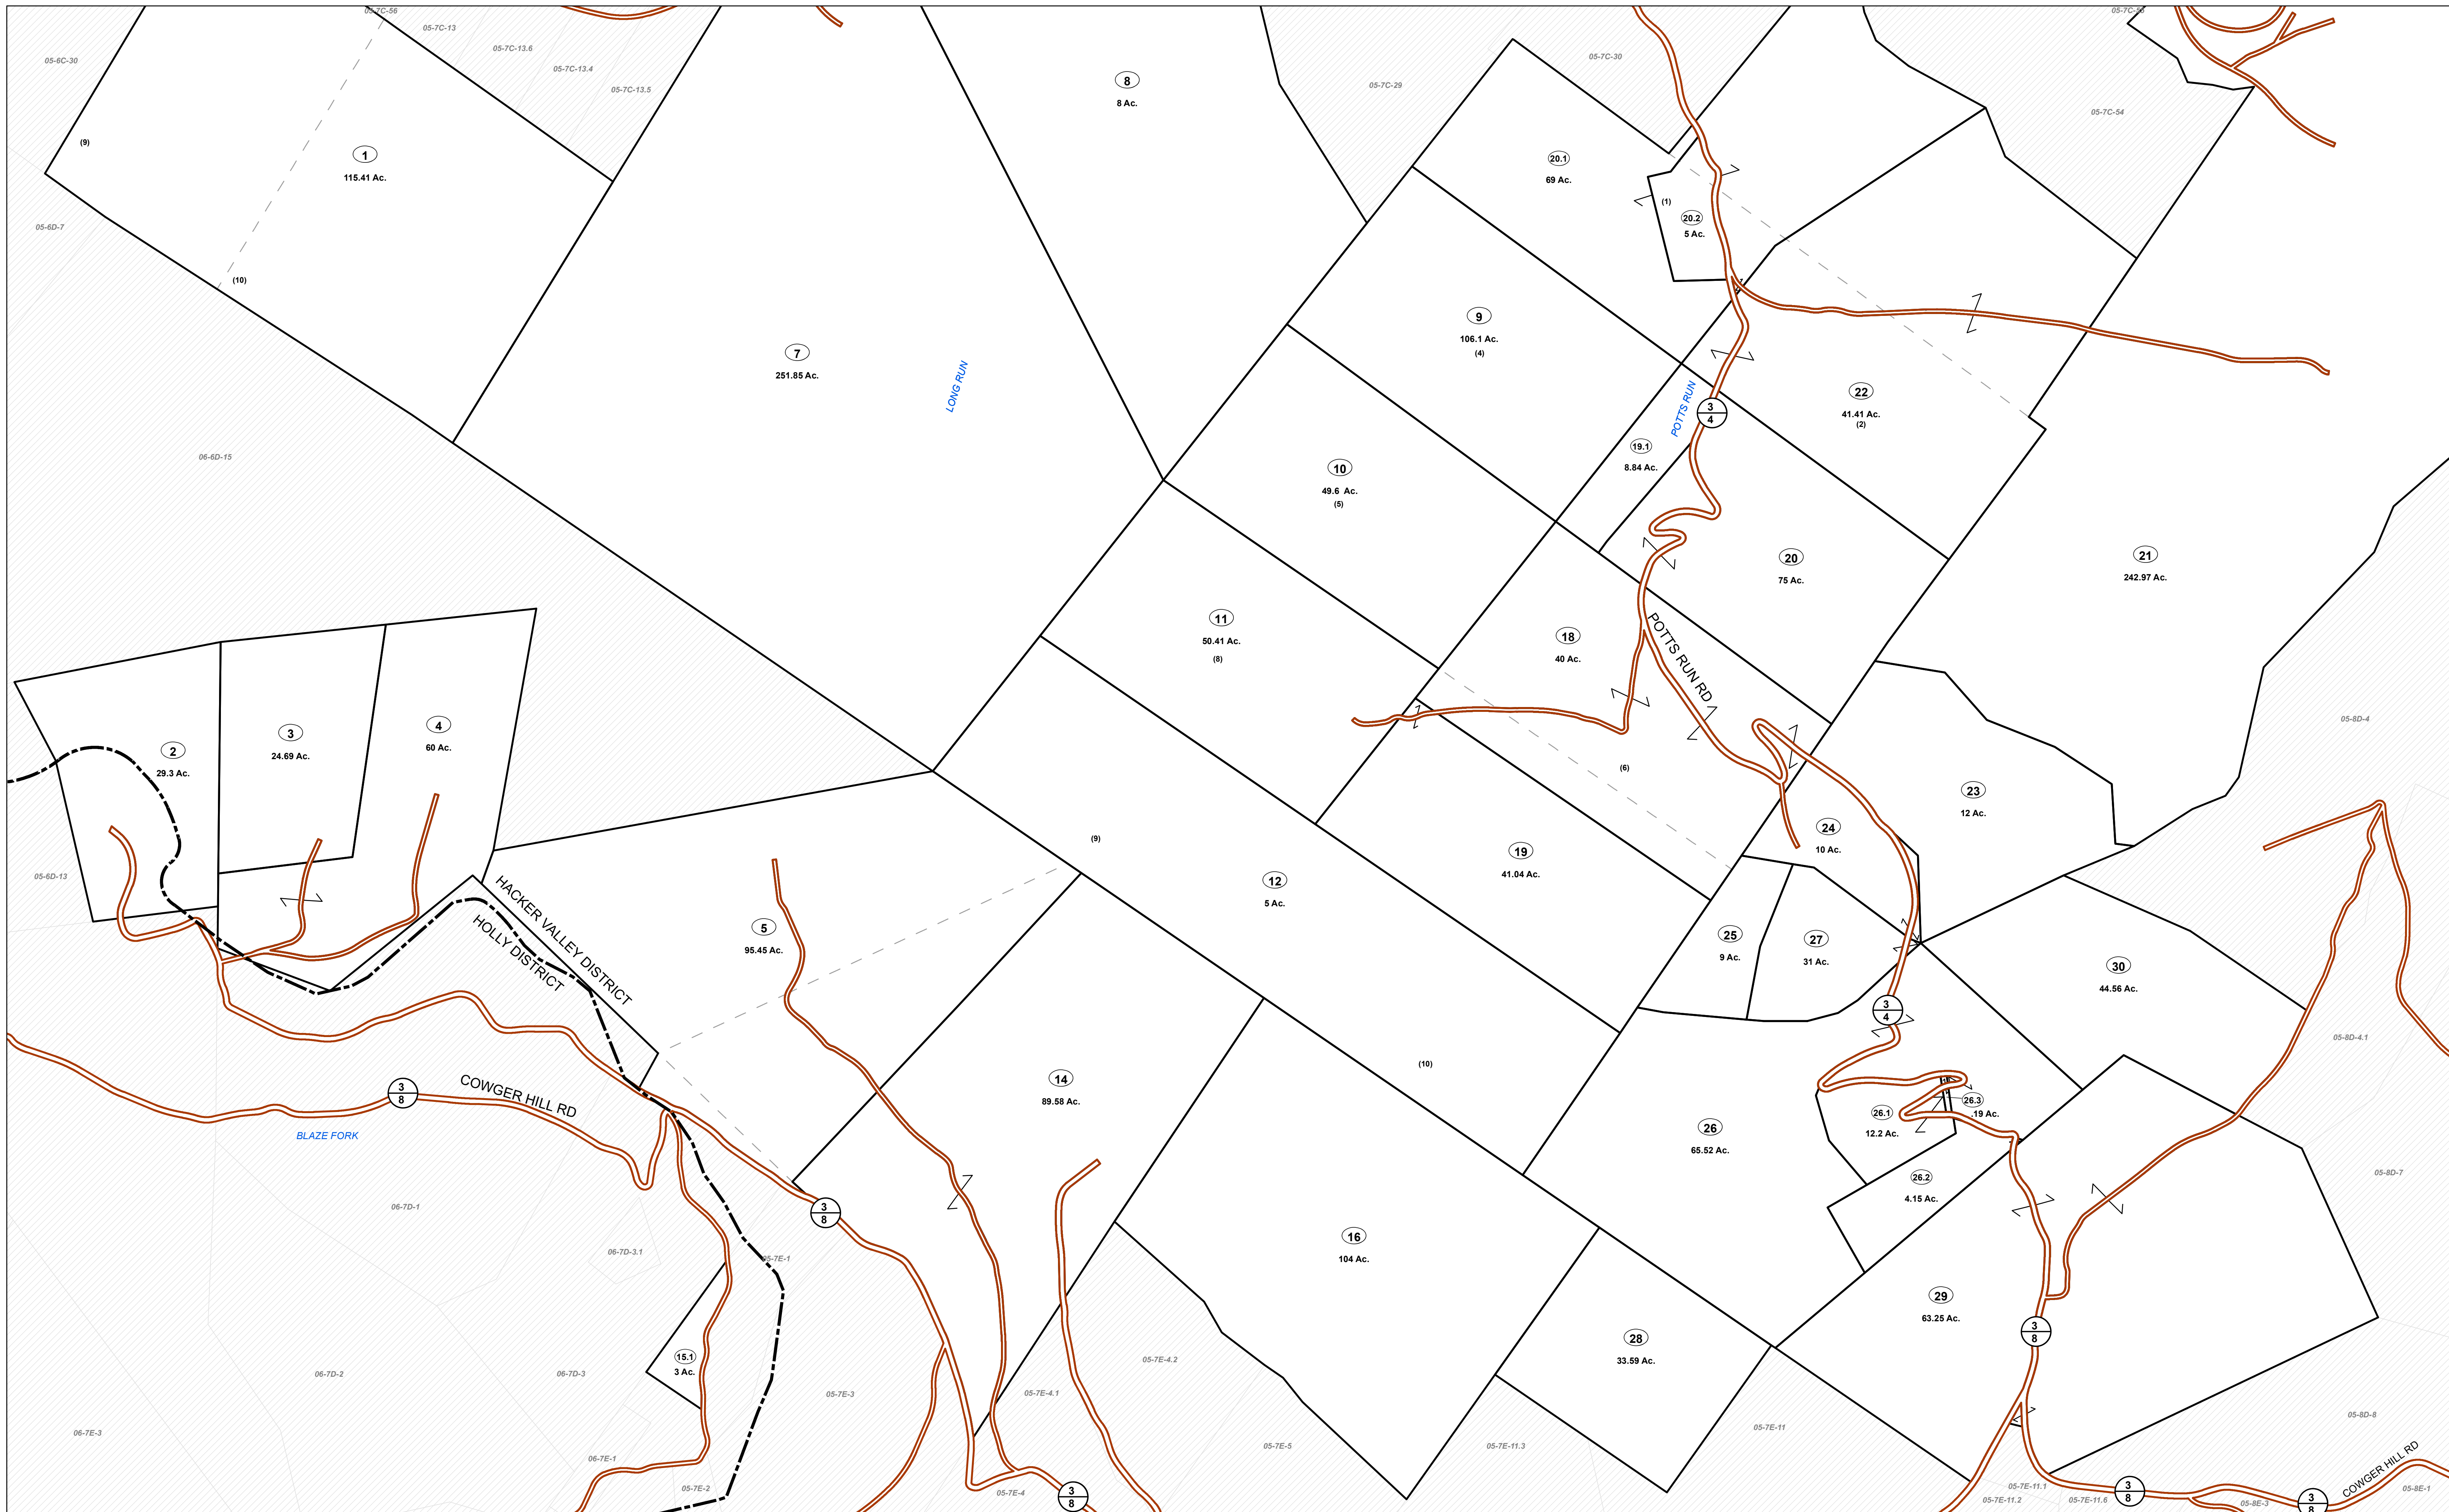 05-7C-56
05-7C-13
05-7C-13.6
05-7C-13.4
05-7C-13.5
05-6C-30
(9)
1
115.41 Ac.
05-6D-7
(10)
8
8 Ac.
05-7C-29
05-7C-30
05-7C-54
20.1
69 Ac.
(1)
20.2
5 Ac.
7
251.85 Ac.
LONG RUN
9
106.1 Ac.
(4)
POTTS RUN
3
4
22
41.41 Ac.
(2)
06-6D-15
10
49.6 Ac.
(5)
19.1
8.84 Ac.
20
75 Ac.
21
242.97 Ac.
11
50.41 Ac.
(8)
18
40 Ac.
POTTS RUN RD
05-8D-4
2
29.3 Ac.
3
24.69 Ac.
4
60 Ac.
(6)
23
12 Ac.
24
10 Ac.
(9)
19
41.04 Ac.
12
5 Ac.
05-6D-13
HACKER VALLEY DISTRICT
HOLLY DISTRICT
5
95.45 Ac.
25
9 Ac.
27
31 Ac.
30
44.56 Ac.
3
4
05-8D-4.1
(10)
14
89.58 Ac.
3
8
COWGER HILL RD
BLAZE FORK
26
65.52 Ac.
26.1
12.2 Ac.
26.3
.19 Ac.
26.2
4.15 Ac.
05-8D-7
06-7D-1
3
8
06-7D-3.1
05-7E-1
16
104 Ac.
29
63.25 Ac.
3
8
28
33.59 Ac.
15.1
3 Ac.
06-7D-2
06-7D-3
05-7E-3
05-7E-4.1
05-7E-4.2
06-7E-3
06-7E-1
05-7E-2
05-7E-4
3
8
05-7E-5
05-7E-11.3
05-7E-11
05-8D-8
COWGER HILL RD
05-7E-11.1
05-7E-11.2
05-7E-11.6
3
8
05-8E-3
3
8
05-8E-1